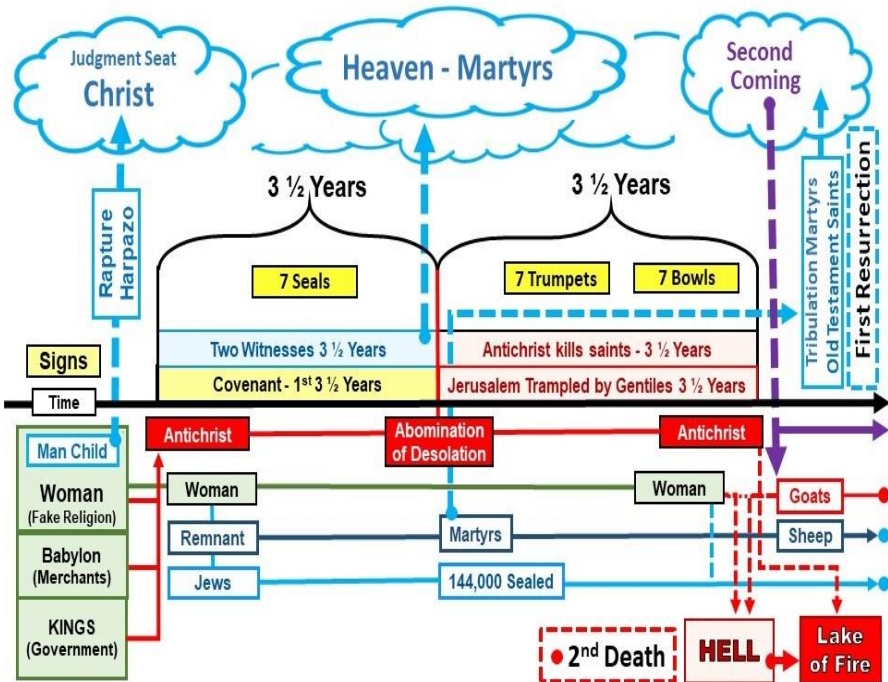 Judgment Seat
Christ
Heaven - Martyrs
Second
Coming
3 ½ Years
3 ½ Years
Rapture
Harpazo
7 Seals
7 Trumpets
7 Bowls
Tribulation Martyrs
Old Testament Saints
First Resurrection
Signs
Two Witnesses 3 ½ Years
Antichrist kills saints - 3 ½ Years
Covenant - 1st 3 ½ Years
Jerusalem Trampled by Gentiles 3 ½ Years
Time
Man Child
Antichrist
Abomination
of Desolation
Antichrist
Woman
(Fake Religion)
Woman
Woman
Goats
Remnant
Martyrs
Sheep
Babylon
(Merchants)
Jews
144,000 Sealed
KINGS
(Government)
2nd Death
HELL
Lake
of Fire